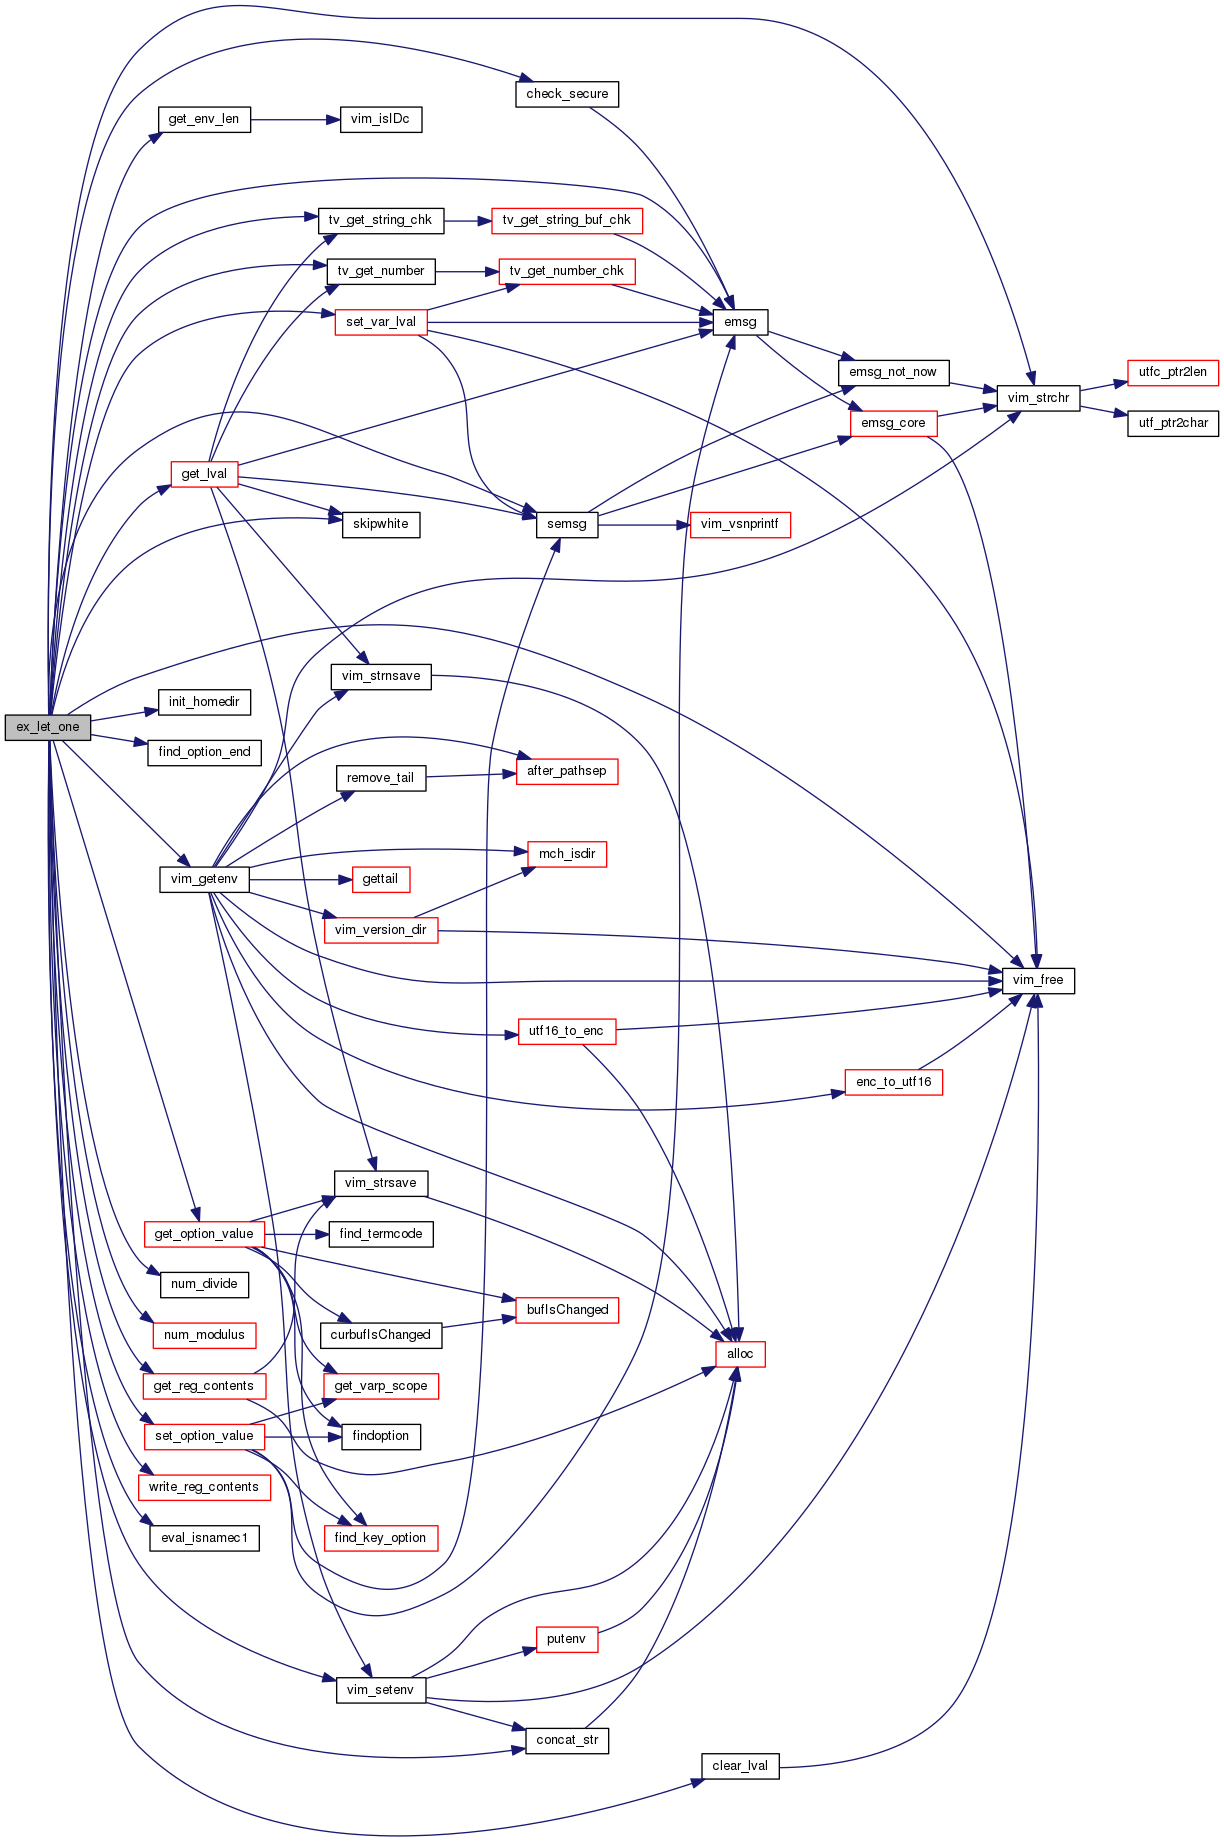 check_secure
get_env_len
vim_isIDc
tv_get_string_chk
tv_get_string_buf_chk
tv_get_number
tv_get_number_chk
set_var_lval
emsg
emsg_not_now
utfc_ptr2len
vim_strchr
emsg_core
utf_ptr2char
get_lval
skipwhite
semsg
vim_vsnprintf
vim_strnsave
init_homedir
ex_let_one
find_option_end
remove_tail
after_pathsep
mch_isdir
vim_getenv
gettail
vim_version_dir
vim_free
utf16_to_enc
enc_to_utf16
vim_strsave
get_option_value
find_termcode
num_divide
bufIsChanged
num_modulus
curbufIsChanged
alloc
get_reg_contents
get_varp_scope
set_option_value
findoption
write_reg_contents
eval_isnamec1
find_key_option
putenv
vim_setenv
concat_str
clear_lval